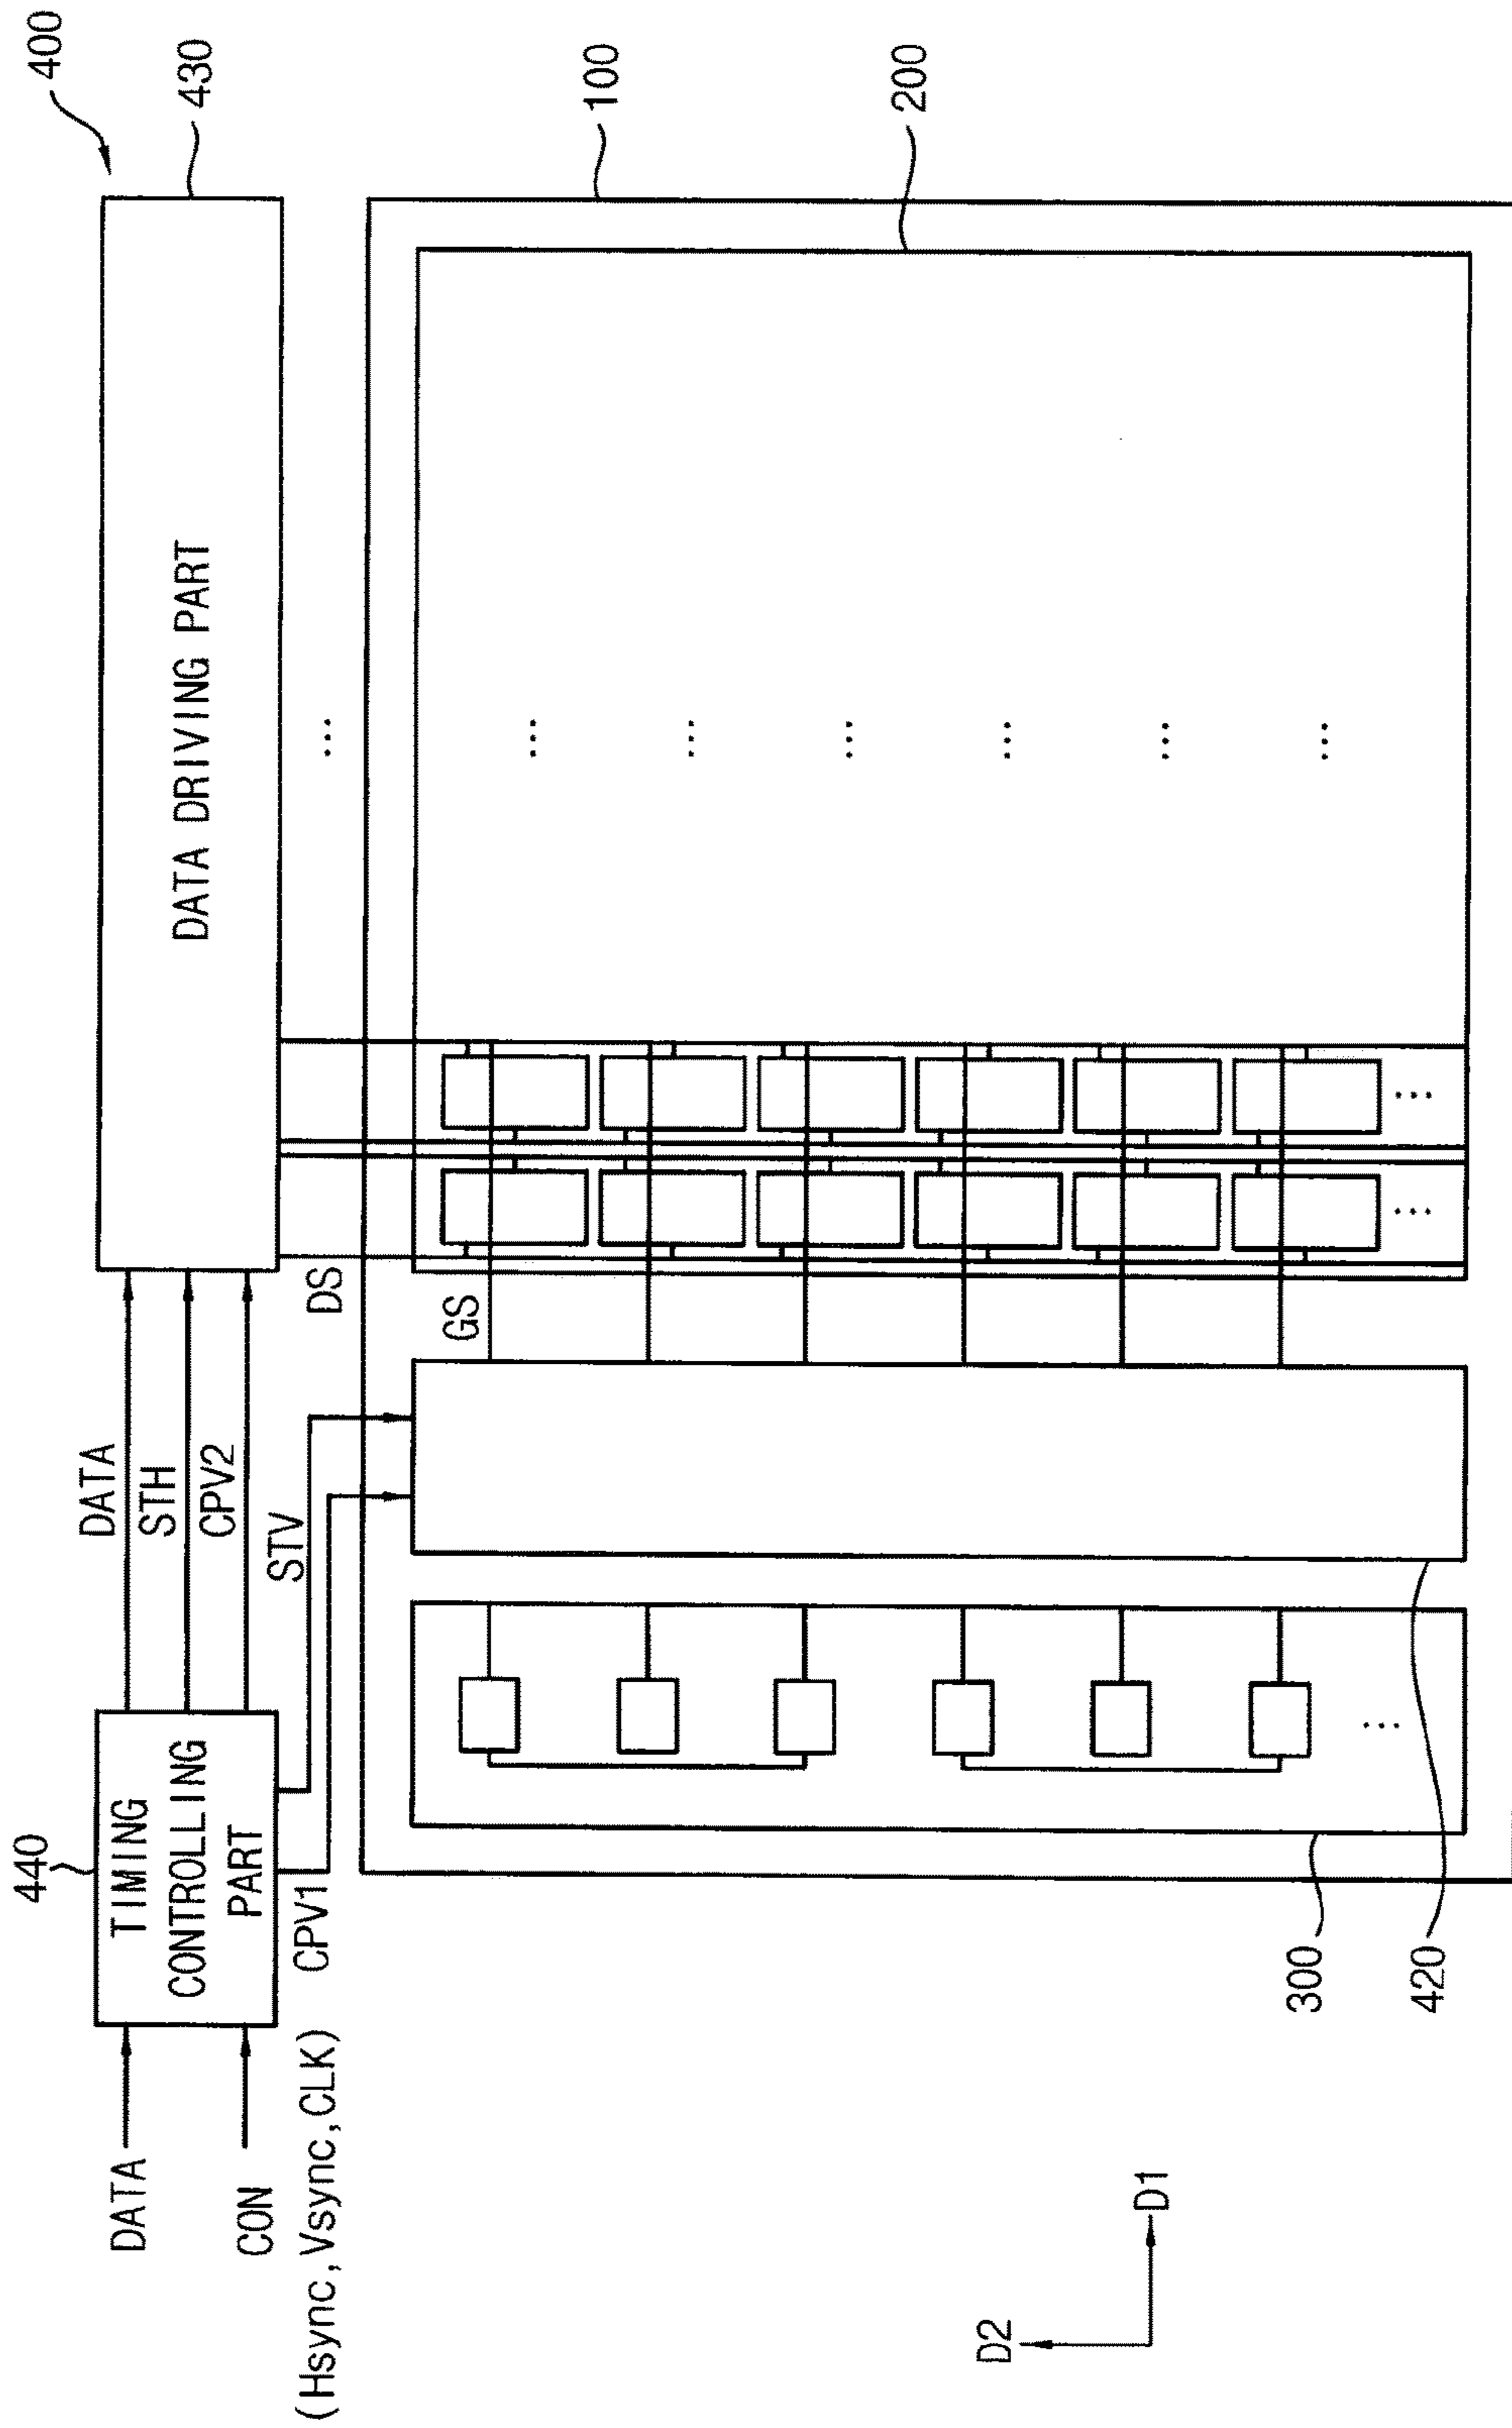 400
430
DATA DRIVING PART
100
200
440
TIMING
CONTROLLING
PART
DATA
CON
(Hsync,Vsync,CLK)
DATA
STH
CPV2
STV
CPV1
DS
GS
...
...
...
...
...
...
...
...
...
...
300
420
D2
D1